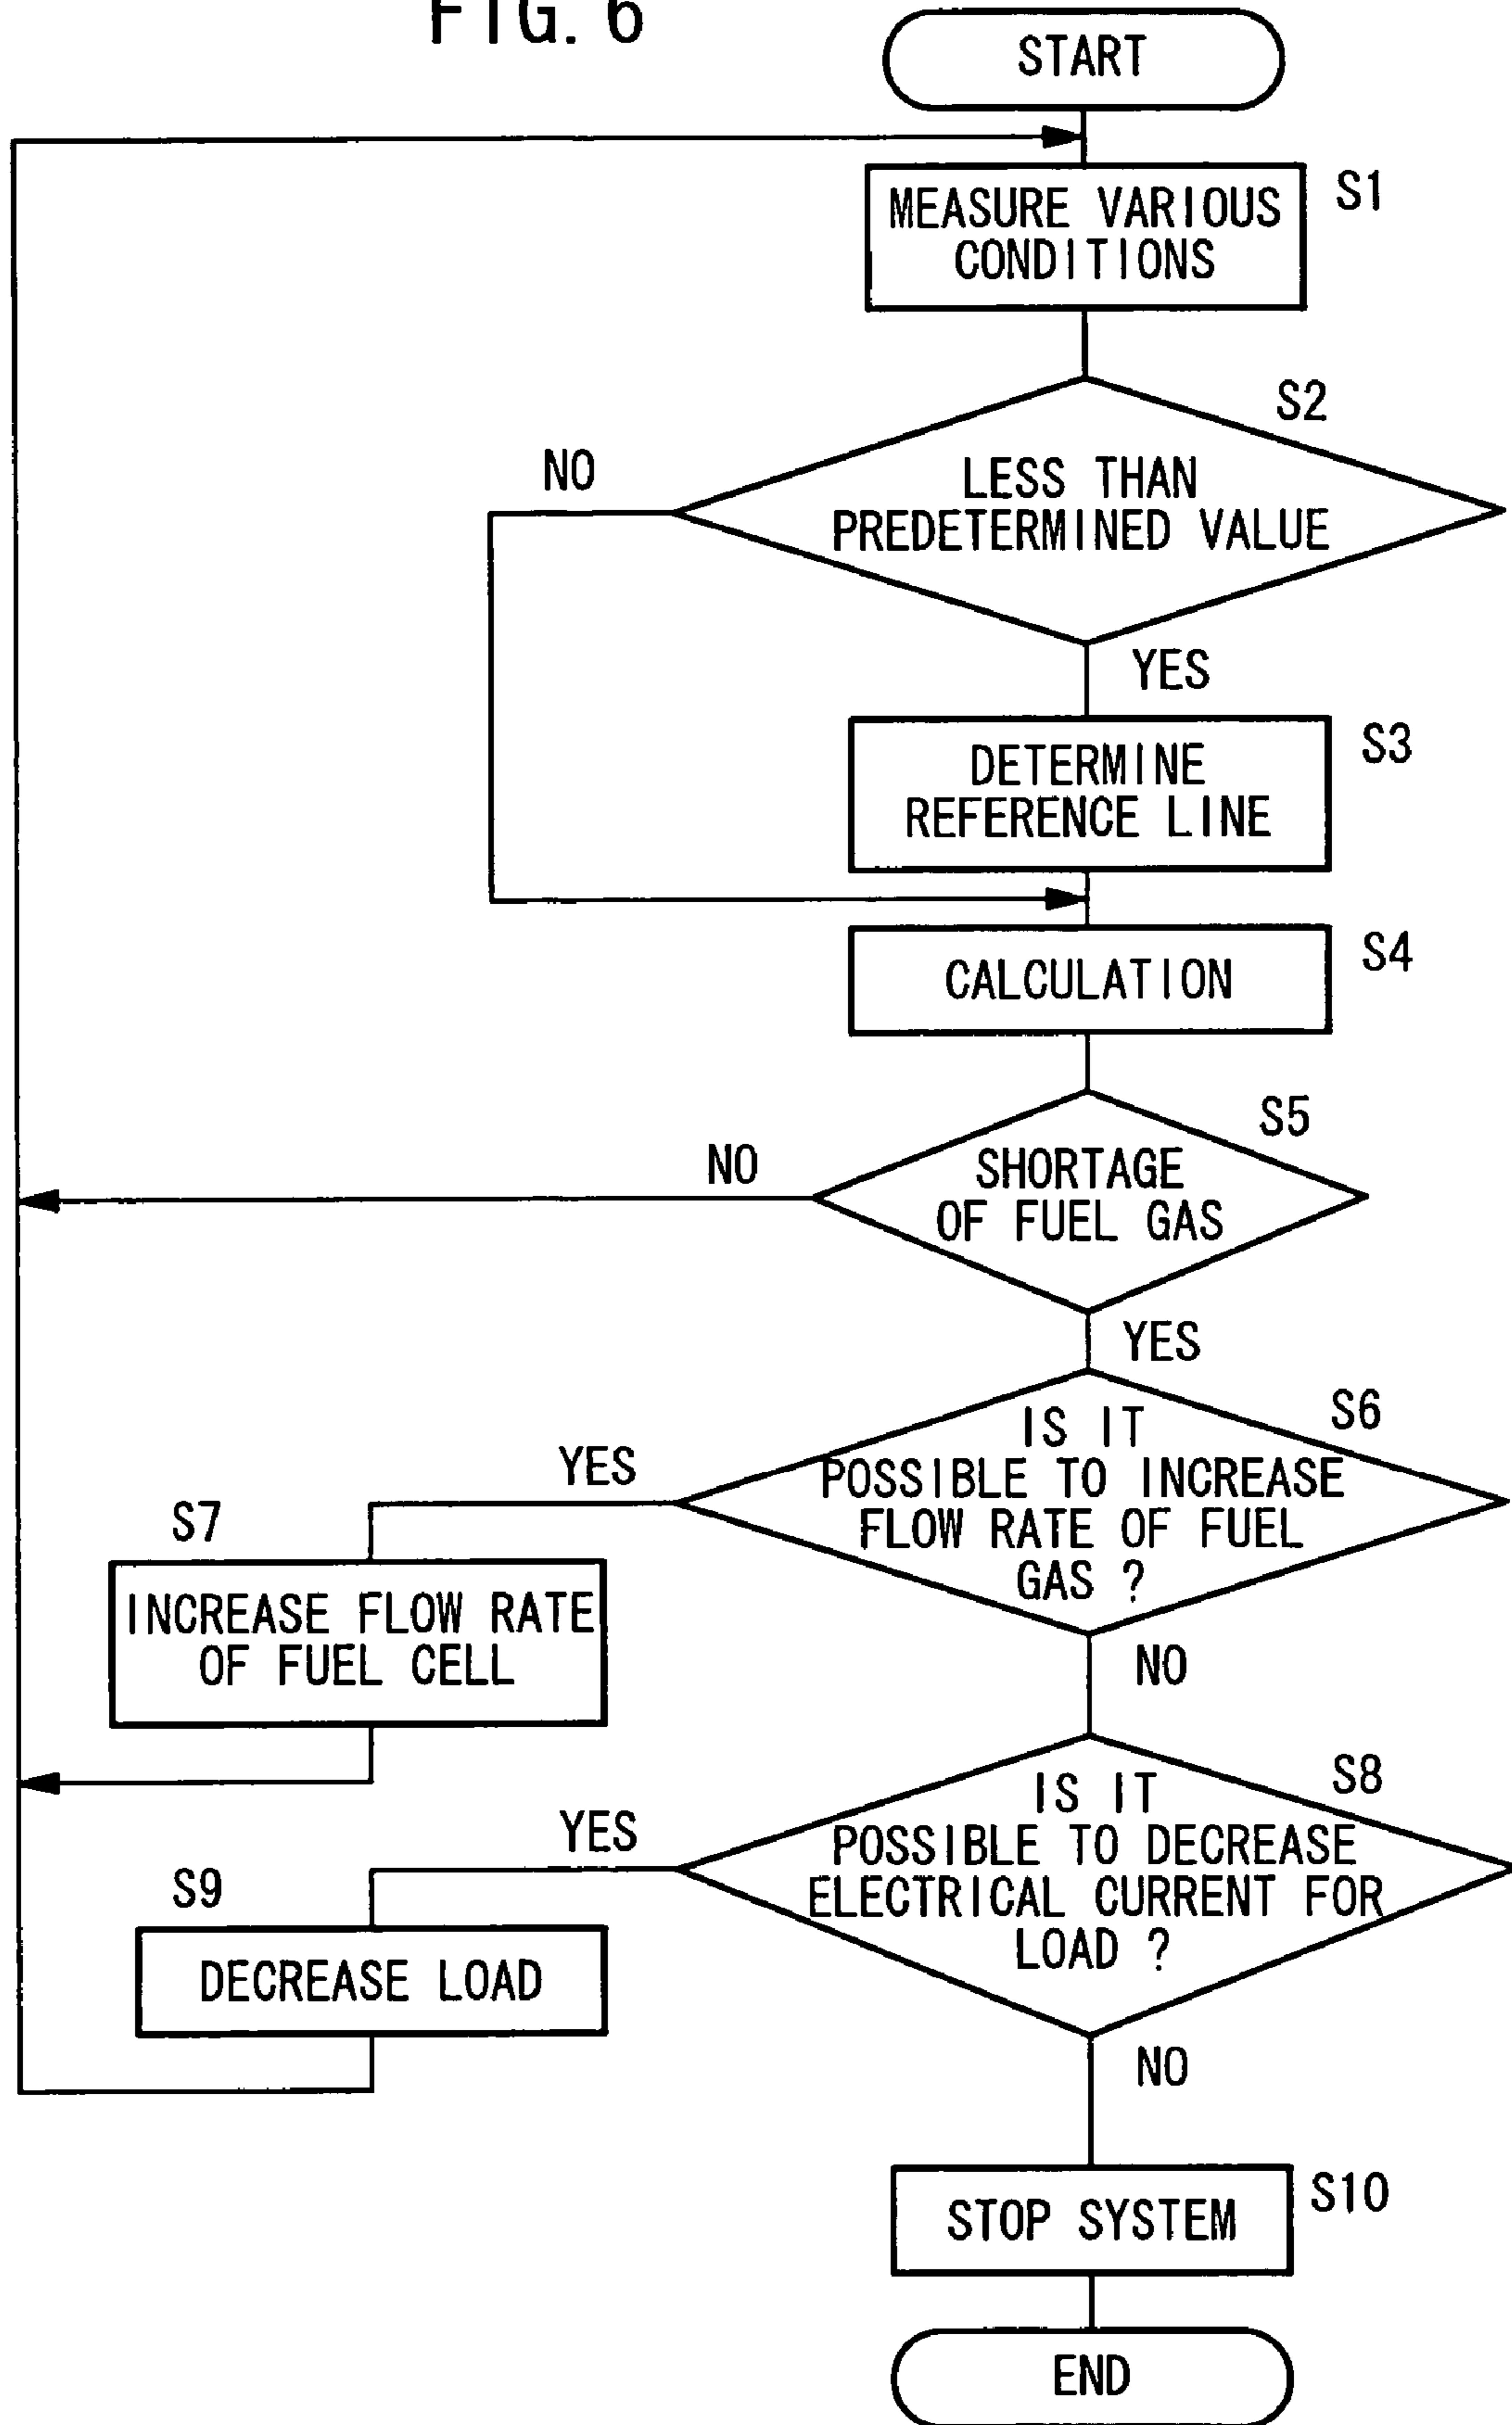 FIG. 6
START
MEASURE VARIOUS
CONDITIONS
S1
S2
NO
LESS THAN
PREDETERMINED VALUE
YES
DETERMINE
REFERENCE LINE
S3
CALCULATION
S4
S5
NO
SHORTAGE
OF FUEL GAS
YES
S6
IS IT
POSSIBLE TO INCREASE
FLOW RATE OF FUEL
GAS ?
YES
S7
INCREASE FLOW RATE
OF FUEL CELL
NO
S8
IS IT
POSSIBLE TO DECREASE
ELECTRICAL CURRENT FOR
LOAD ?
YES
S9
DECREASE LOAD
NO
STOP SYSTEM
S10
END